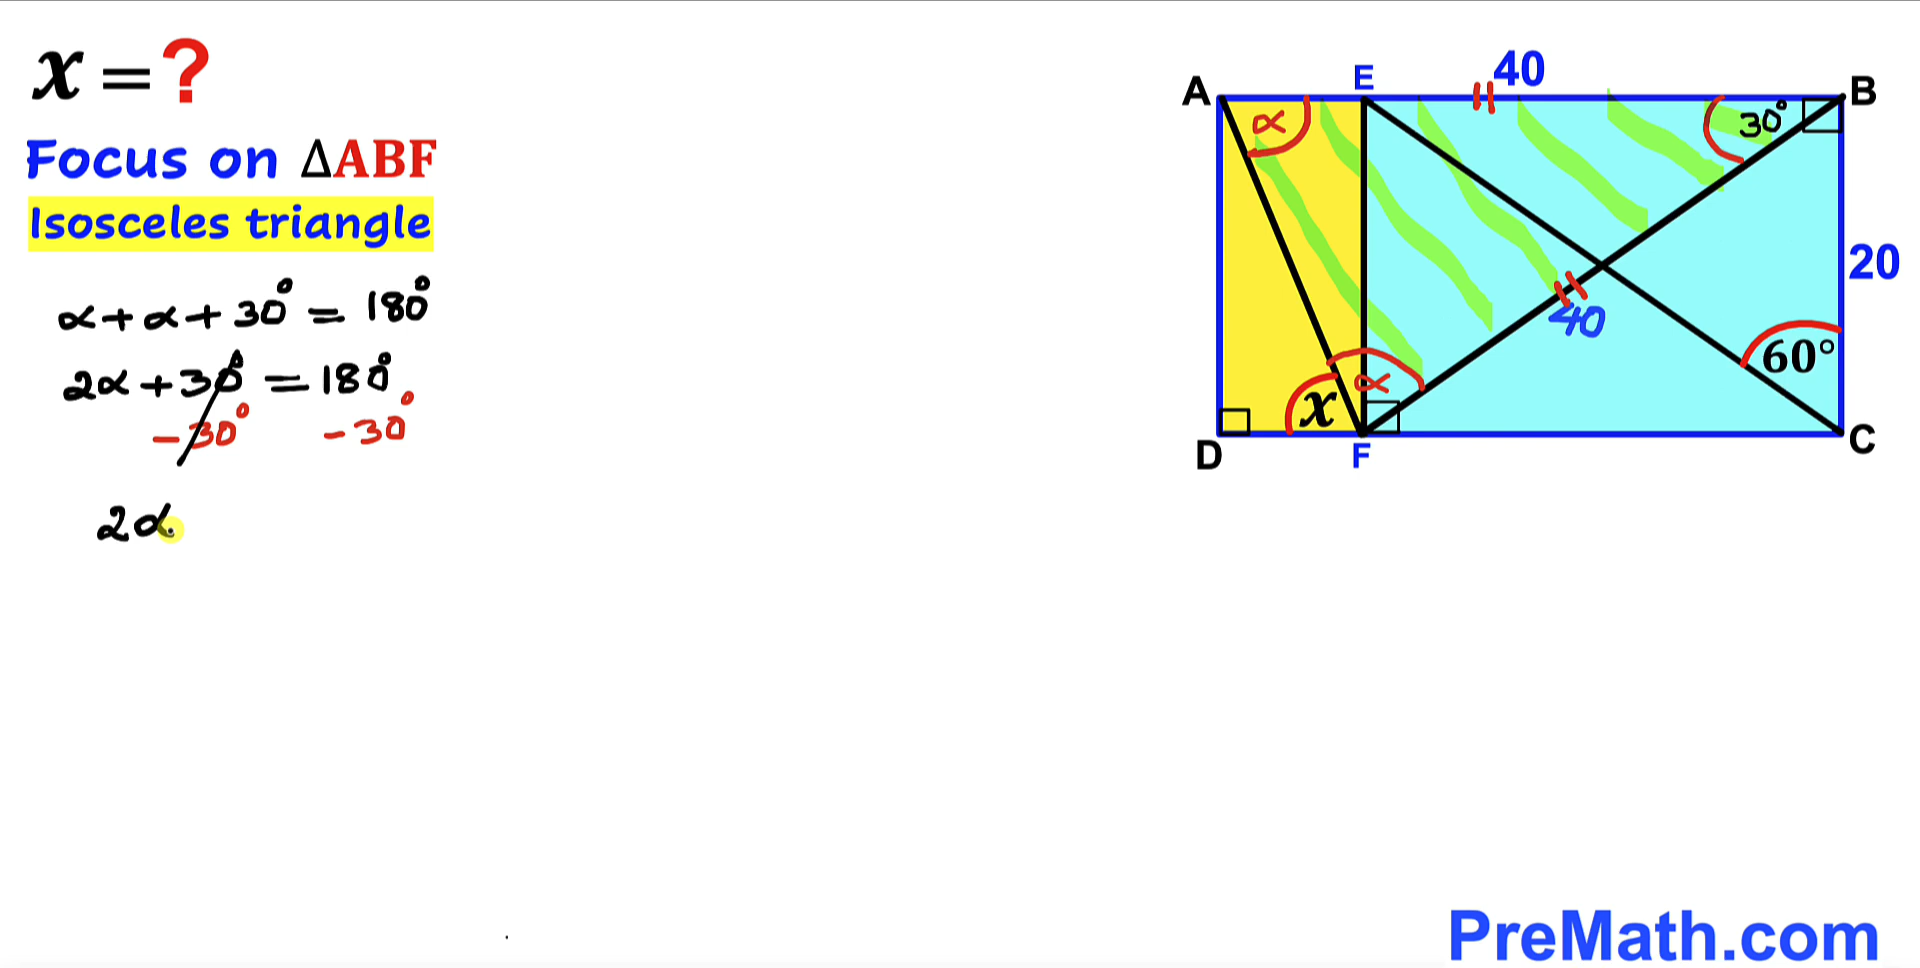 x = ?
Focus on ΔABF
Isosceles triangle
α + α + 30° = 180°
2α + 30° = 180°
- 30° - 30°
2α
40
A E B
α 30°
20
40
60°
α
x
D F C
PreMath.com